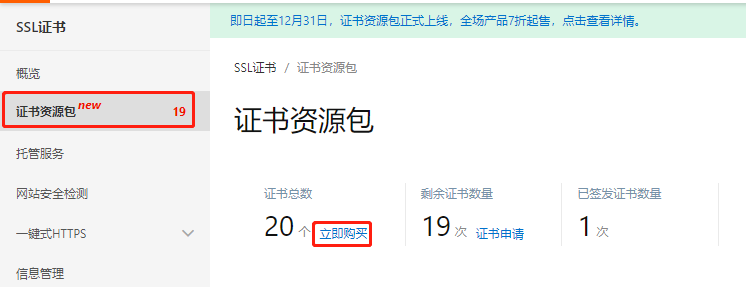 SSL证书
即日起至12月31日，证书资源包正式上线，全场产品7折起售，点击查看详情。
概览
证书资源包 new 19
托管服务
网站安全检测
一键式HTTPS
信息管理
SSL证书 / 证书资源包
证书资源包
证书总数
20 个 立即购买
剩余证书数量
19 次 证书申请
已签发证书数量
1 次